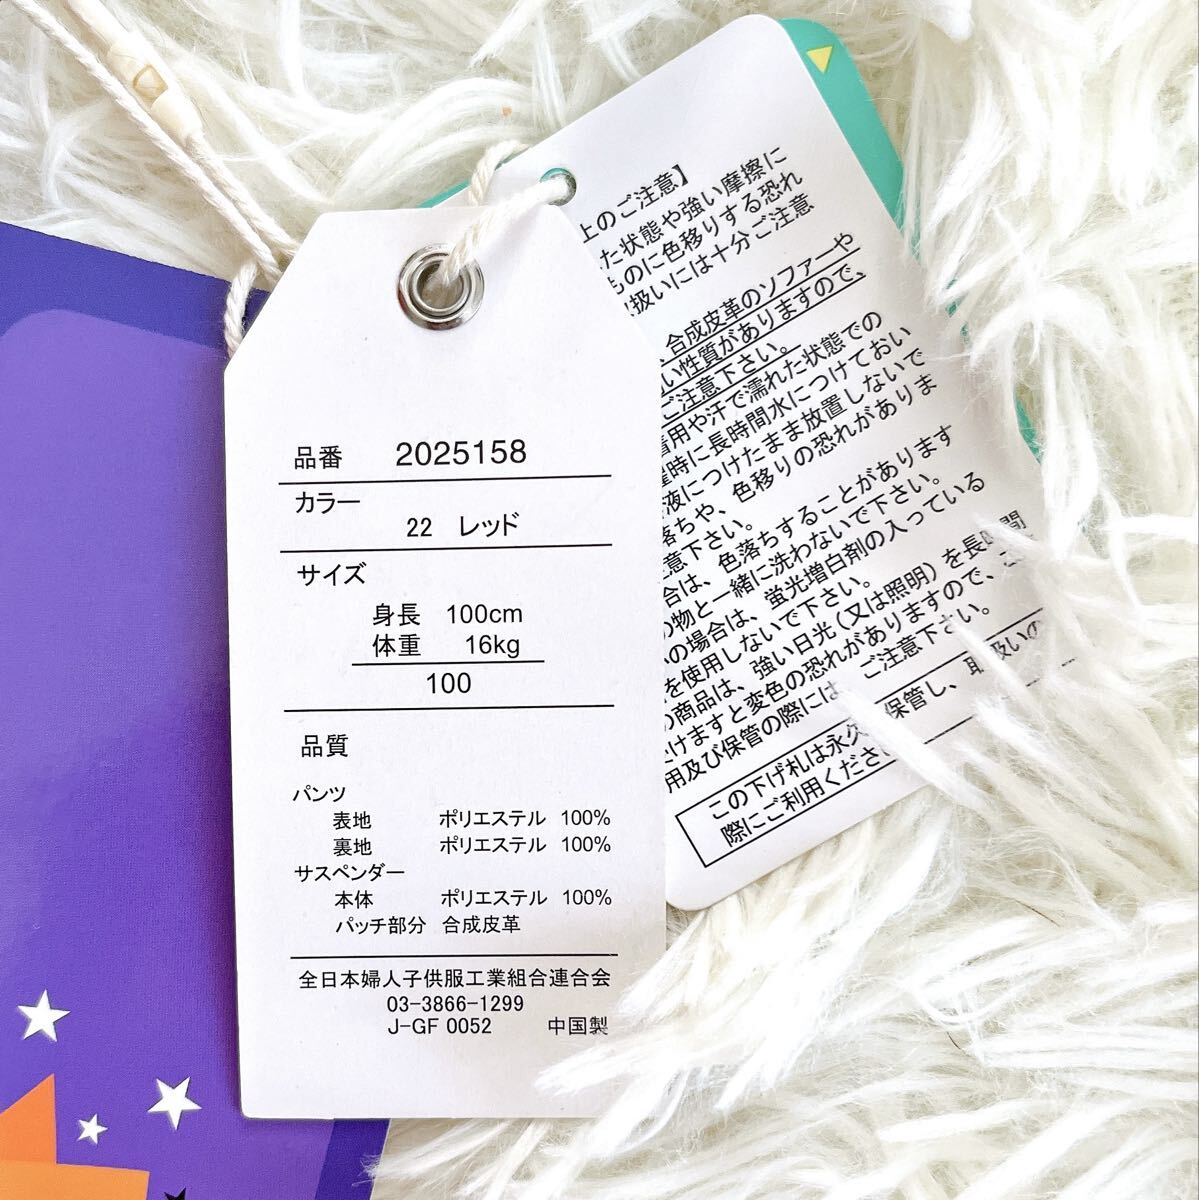 品番 2025158
カラー
22 レッド
サイズ
身長 100cm
体重 16kg
100
品質
パンツ
表地 ポリエステル 100%
裏地 ポリエステル 100%
サスペンダー
本体 ポリエステル 100%
パッチ部分 合成皮革
全日本婦人子供服工業組合連合会
03-3866-1299
J-GF 0052 中国製
上のご注意】
た状態や強い摩擦に
ものに色移りする恐れ
扱いには十分ご注意
合成皮革のソファーや
い性質がありますので、
ご注意下さい。
着用や汗で濡れた状態での
時に長時間水につけておい
液につけたまま放置しないで
落ちや、色移りの恐れがありま
意下さい。
合は、色落ちすることがあります
の物と一緒に洗わないで下さい。
の場合は、蛍光増白剤の入っている
を使用しないで下さい。
の商品は、強い日光(又は照明)を長時間
けますと変色の恐れがありますので、ご
用及び保管の際には、ご注意下さい。
この下げ札は永久保管し、取扱いの
際にご利用くださ